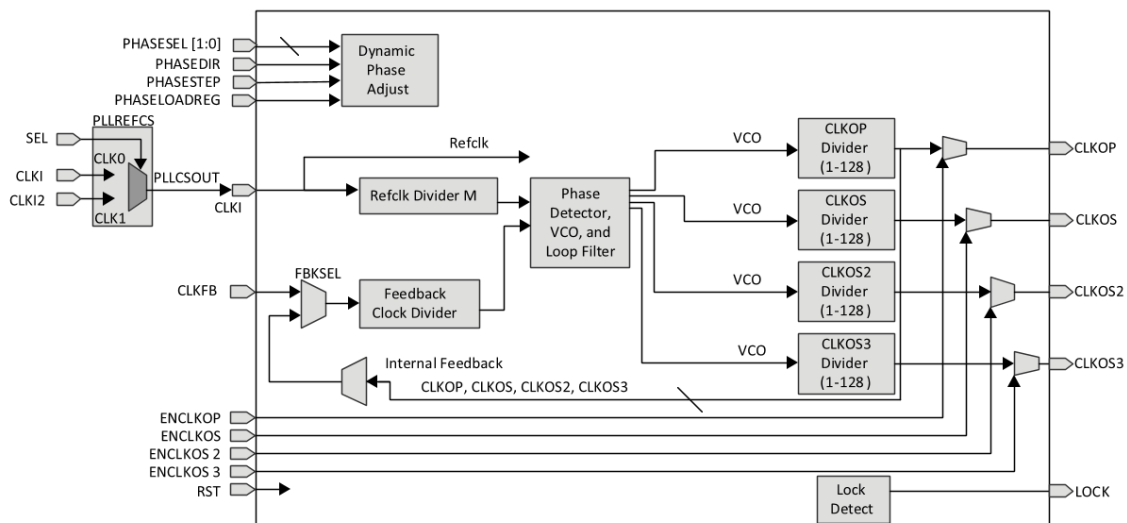 PHASESEL [1:0]
PHASEDIR
PHASESTEP
PHASELOADREG
Dynamic
Phase
Adjust
PLLREFCS
SEL
CLK0
CLKI
CLKI2
CLK1
PLLCSOUT
CLKI
Refclk
Refclk Divider M
Phase
Detector,
VCO, and
Loop Filter
VCO
CLKOP
Divider
(1-128)
CLKOP
VCO
CLKOS
Divider
(1-128)
CLKOS
FBKSEL
CLKFB
Feedback
Clock Divider
VCO
CLKOS2
Divider
(1-128)
CLKOS2
VCO
CLKOS3
Divider
(1-128)
CLKOS3
Internal Feedback
CLKOP, CLKOS, CLKOS2, CLKOS3
ENCLKOP
ENCLKOS
ENCLKOS 2
ENCLKOS 3
RST
Lock
Detect
LOCK